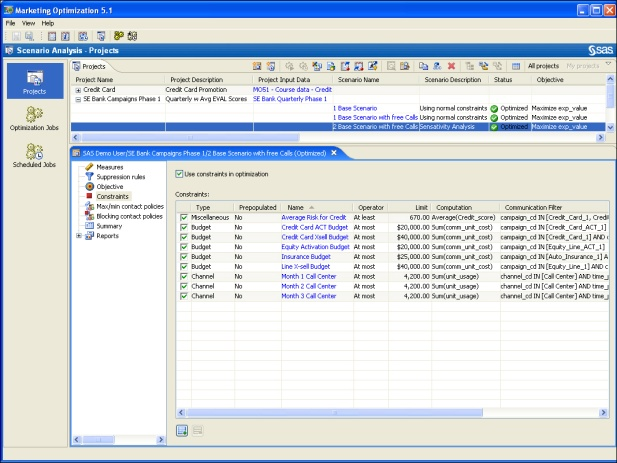 Marketing Optimization 5.1
File View Help
Scenario Analysis - Projects
sas
Projects
Optimization Jobs
Scheduled Jobs
Projects
All projects My projects
Project Name Project Description Project Input Data Scenario Name Scenario Description Status Objective
Credit Card Credit Card Promotion MO51 - Course data - Credit
SE Bank Campaigns Phase 1 Quarterly w Avg EVAL Scores SE Bank Quarterly Phase 1
1 Base Scenario Using normal constraints Optimized Maximize exp_value
1 Base Scenario with free Calls Using normal constraints Optimized Maximize exp_value
2 Base Scenario with free Calls Sensativity Analysis Optimized Maximize exp_value
SAS Demo User/SE Bank Campaigns Phase 1/2 Base Scenario with free Calls (Optimized)
Measures
Suppression rules
Objective
Constraints
Max/min contact policies
Blocking contact policies
Summary
Reports
Use constraints in optimization
Constraints:
Type Prepopulated Name Operator Limit Computation Communication Filter
Miscellaneous No Average Risk for Credit At least 670.00 Average(Credit_score) campaign_cd IN [Credit_Card_1, Credi
Budget No Credit Card ACT Budget At most $20,000.00 Sum(comm_unit_cost) campaign_cd IN [Credit_Card_ACT_1]
Budget No Credit Card Xsell Budget At most $40,000.00 Sum(comm_unit_cost) campaign_cd IN [Credit_Card_1] AND c
Budget No Equity Activation Budget At most $20,000.00 Sum(comm_unit_cost) campaign_cd IN [Equity_Line_ACT_1]
Budget No Insurance Budget At most $25,000.00 Sum(comm_unit_cost) campaign_cd IN [Auto_Insurance_1] A
Budget No Line X-sell Budget At most $40,000.00 Sum(comm_unit_cost) campaign_cd IN [Equity_Line_1] AND c
Channel No Month 1 Call Center At most 4,200.00 Sum(unit_usage) channel_cd IN [Call Center] AND time_p
Channel No Month 2 Call Center At most 4,200.00 Sum(unit_usage) channel_cd IN [Call Center] AND time_p
Channel No Month 3 Call Center At most 4,200.00 Sum(unit_usage) channel_cd IN [Call Center] AND time_p